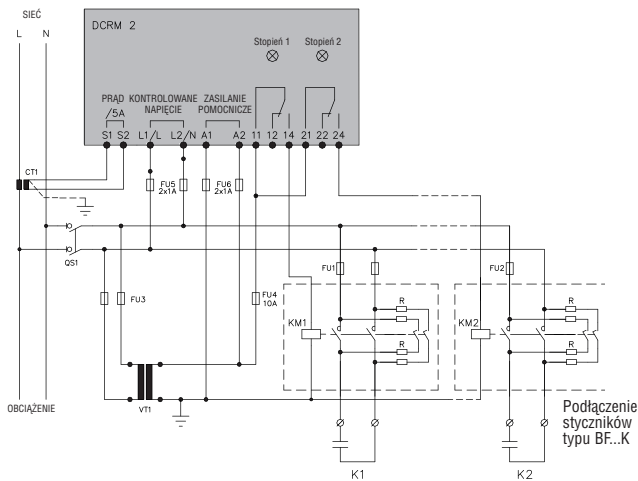 SIEĆ
L N
DCRM 2
Stopień 1 Stopień 2
PRĄD KONTROLOWANE ZASILANIE
/5A NAPIĘCIE POMOCNICZE
S1 S2 L1/L L2/N A1 A2 11 12 14 21 22 24
CT1
FU5 FU6
2x1A 2x1A
QS1
FU1 FU2
FU3
FU4
10A
R R
KM1 KM2
R R
VT1
OBCIĄŻENIE
Podłączenie
styczników
typu BF...K
K1 K2